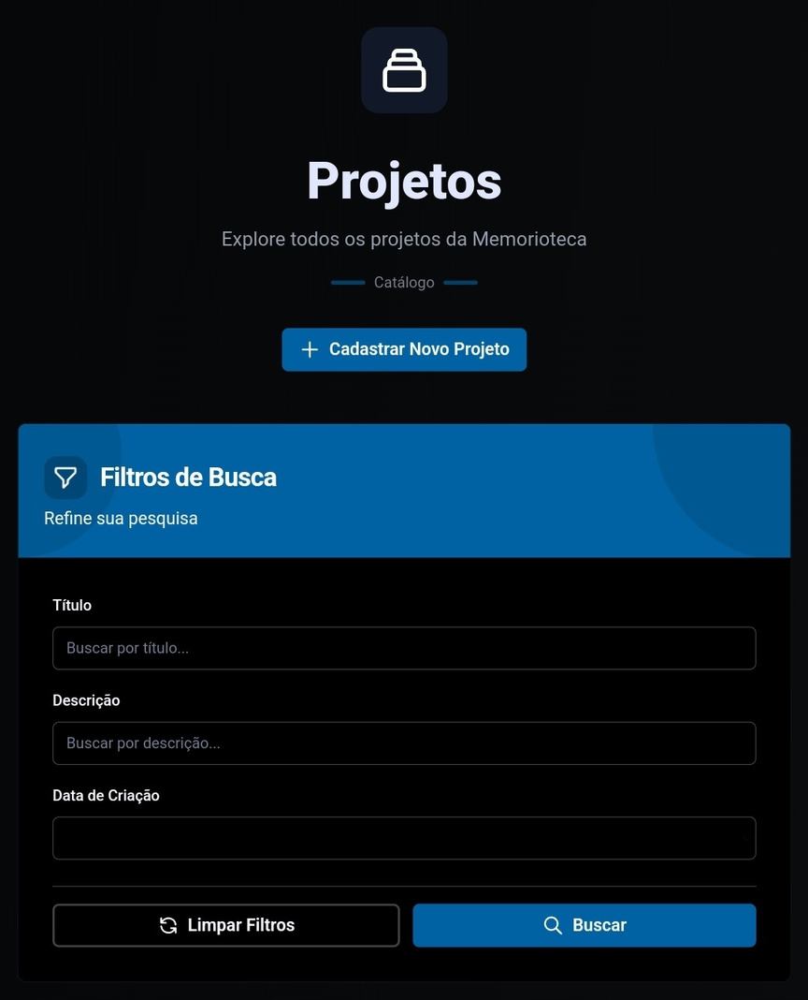 Projetos
Explore todos os projetos da Memorioteca
Catálogo
Cadastrar Novo Projeto
Filtros de Busca
Refine sua pesquisa
Título
Buscar por título...
Descrição
Buscar por descrição...
Data de Criação
Limpar Filtros
Buscar